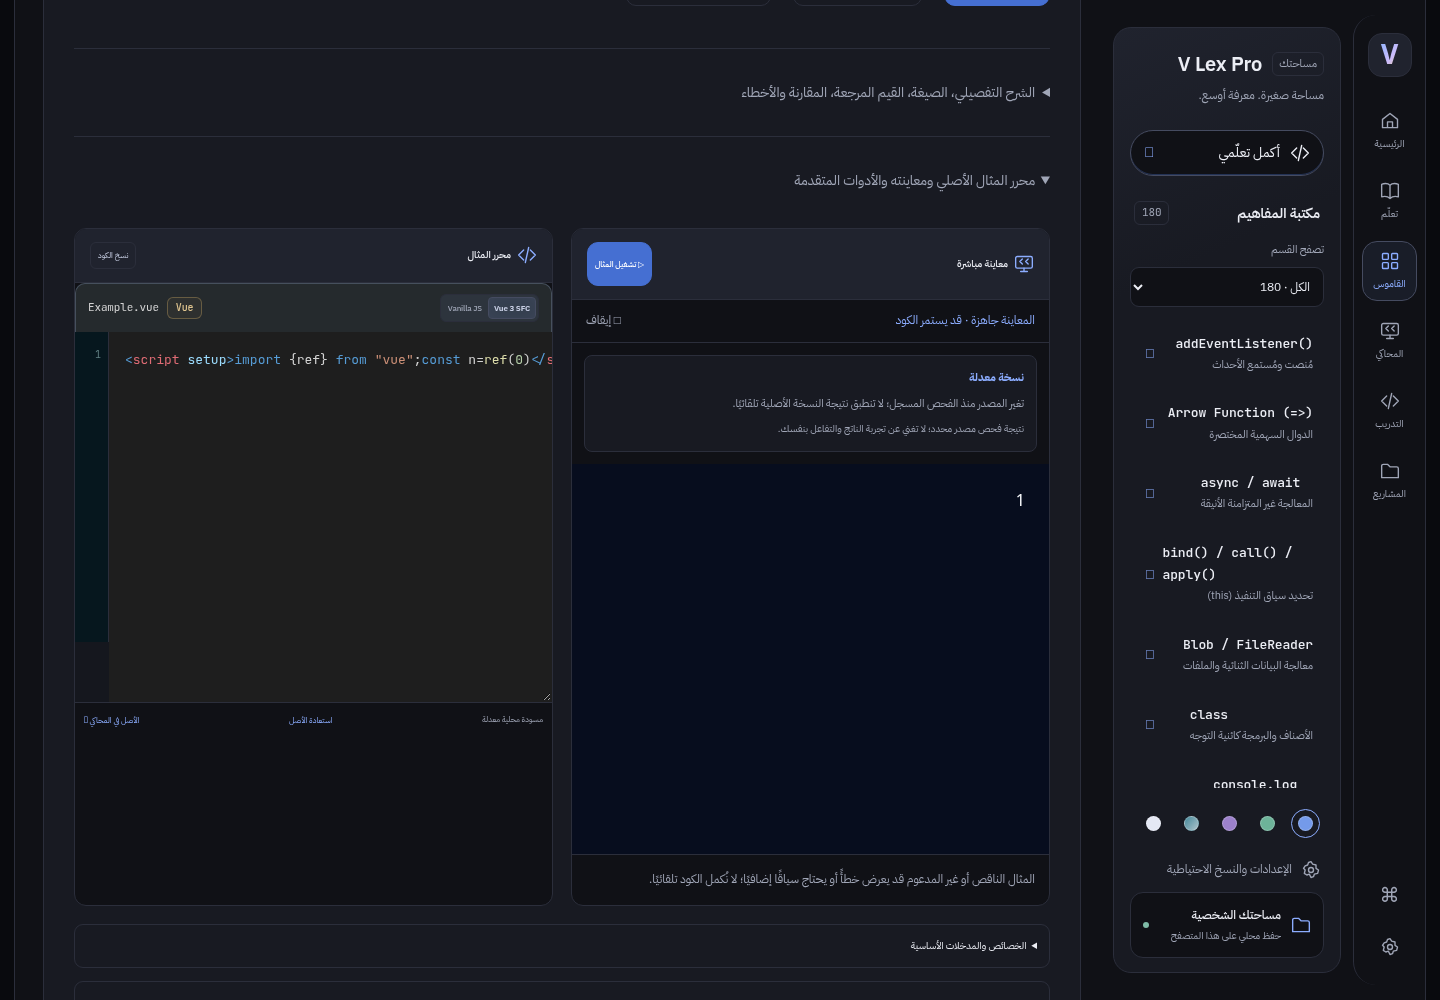 V
الرئيسية
تعلّم
القاموس
المحاكي
التدريب
المشاريع
V Lex Pro
مساحتك
مساحة صغيرة. معرفة أوسع.
أكمل تعلّمي
مكتبة المفاهيم
180
تصفح القسم
الكل · 180
addEventListener()
مُنصت ومُستمع الأحداث
Arrow Function (=>)
الدوال السهمية المختصرة
async / await
المعالجة غير المتزامنة الأنيقة
bind() / call() /
apply()
تحديد سياق التنفيذ (this)
Blob / FileReader
معالجة البيانات الثنائية والملفات
class
الأصناف والبرمجة كائنية التوجه
console.log
الإعدادات والنسخ الاحتياطية
مساحتك الشخصية
حفظ محلي على هذا المتصفح
الشرح التفصيلي، الصيغة، القيم المرجعة، المقارنة والأخطاء
محرر المثال الأصلي ومعاينته والأدوات المتقدمة
معاينة مباشرة
تشغيل المثال
المعاينة جاهزة · قد يستمر الكود
إيقاف
نسخة معدلة
تغير المصدر منذ الفحص المسجل؛ لا تنطبق نتيجة النسخة الأصلية تلقائيًا.
نتيجة فحص مصدر محدد؛ لا تغني عن تجربة الناتج والتفاعل بنفسك.
1
المثال الناقص أو غير المدعوم قد يعرض خطأً أو يحتاج سياقًا إضافيًا؛ لا نُكمل الكود تلقائيًا.
محرر المثال
نسخ الكود
Example.vue
Vue
Vanilla JS
Vue 3 SFC
1
<script setup>import {ref} from "vue";const n=ref(0)</s
مسودة محلية معدلة
استعادة الأصل
الأصل في المحاكي
الخصائص والمدخلات الأساسية